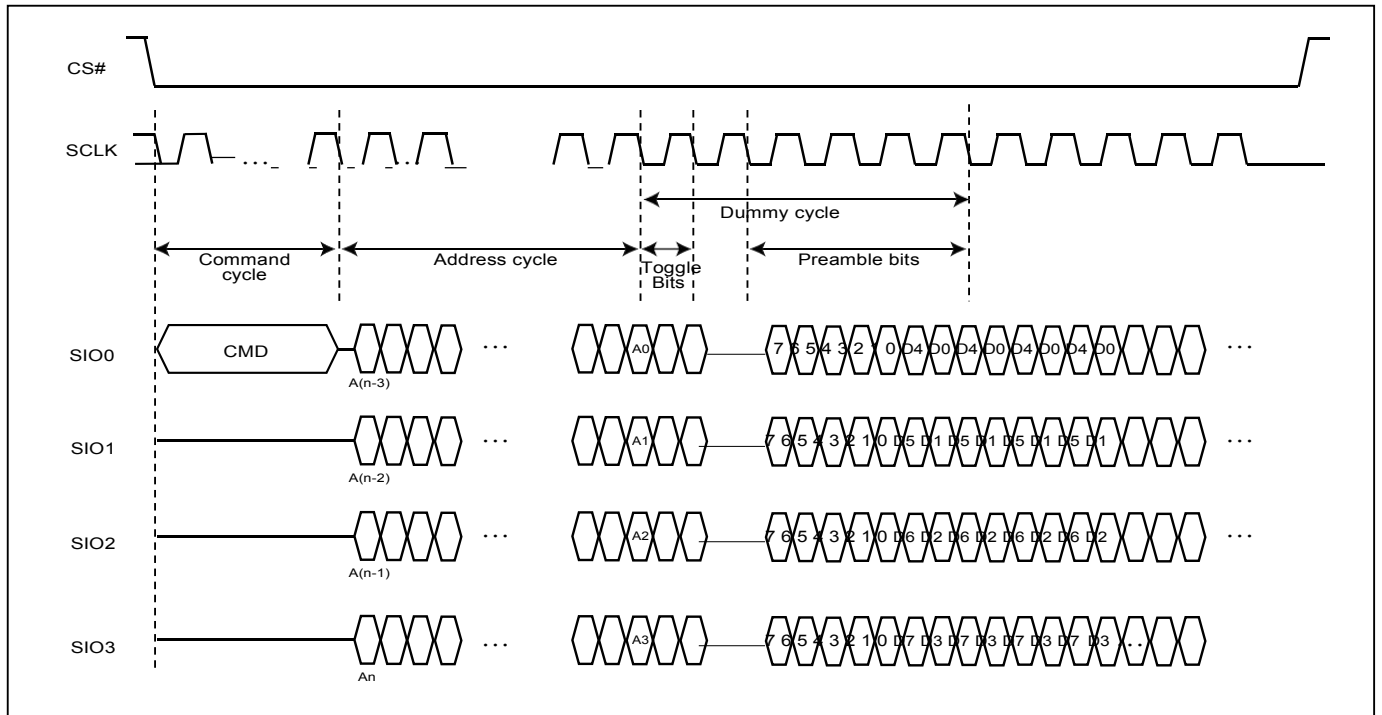 CS#
SCLK
...
...
Dummy cycle
Command
cycle
Address cycle
Toggle
Bits
Preamble bits
SIO0
CMD
...
A0
7 6 5 4 3 2 1 0 D4 D0 D4 D0 D4 D0 D4 D0
...
A(n-3)
SIO1
...
A1
7 6 5 4 3 2 1 0 D5 D1 D5 D1 D5 D1 D5 D1
...
A(n-2)
SIO2
...
A2
7 6 5 4 3 2 1 0 D6 D2 D6 D2 D6 D2 D6 D2
...
A(n-1)
SIO3
...
A3
7 6 5 4 3 2 1 0 D7 D3 D7 D3 D7 D3 D7 D3
...
...
An